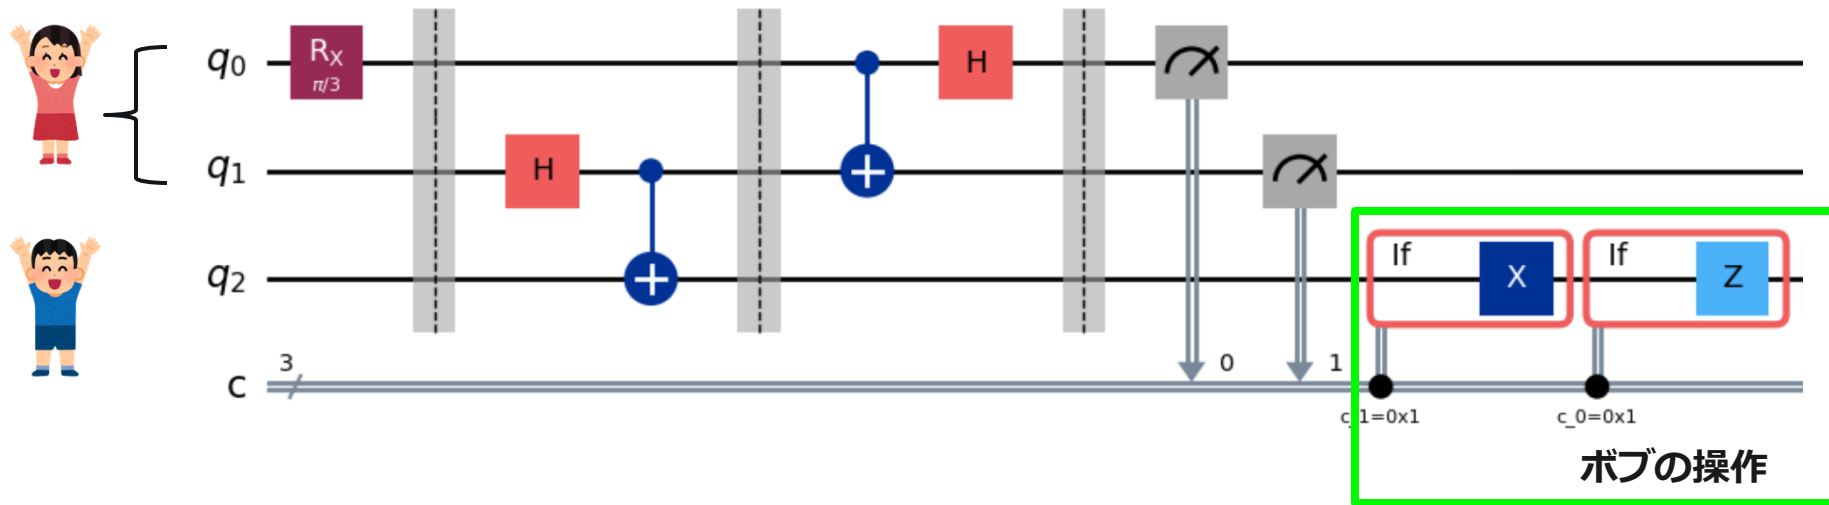 q0 RX π/3 H
q1 H
q2 If X If Z
3 0 1
c
c_1=0x1 c_0=0x1
ボブの操作